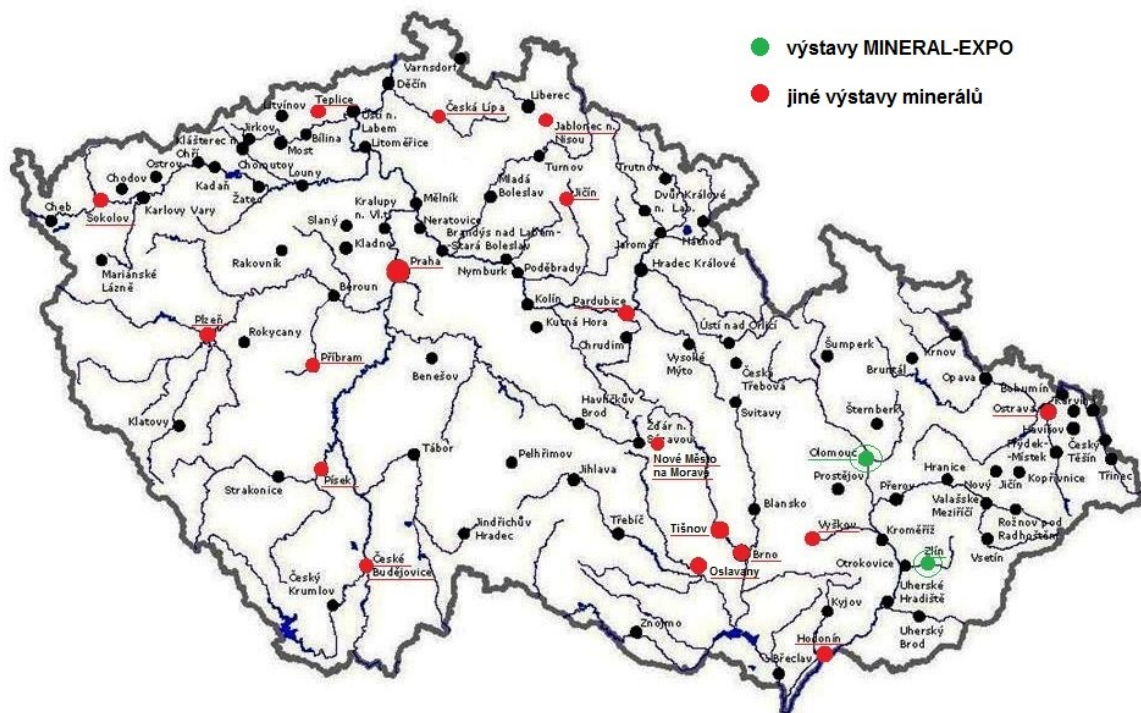 výstavy MINERAL-EXPO
jiné výstavy minerálů
Varnsdorf
Děčín
Liberec
Česká Lípa
Teplice
Litvínov
Ústí n.
Labem
Jablonec n.
Nisou
Jirkov
Bílina
Klášterec n.
Ohří
Most
Litoměřice
Turnov
Trutnov
Ostrov
Chomutov
Chodov
Kadaň
Žatec
Louny
Mladá
Boleslav
Jičín
Dvůr Králové
n. Lab.
Cheb
Sokolov
Karlovy Vary
Kralupy
n. Vlt.
Mělník
Slaný
Neratovice
Brandýs nad Labem-
-Stará Boleslav
Jaroměř
Náchod
Kladno
Mariánské
Lázně
Rakovník
Praha
Nymburk
Poděbrady
Hradec Králové
Beroun
Kolín
Pardubice
Plzeň
Rokycany
Kutná Hora
Ústí nad Orlicí
Chrudim
Příbram
Benešov
Vysoké
Mýto
Česká
Třebová
Šumperk
Bruntál
Krnov
Opava
Bohumín
Karviná
Ostrava
Havířov
Klatovy
Havlíčkův
Brod
Svitavy
Šternberk
Žďár n.
Sázavou
Frýdek-
-Místek
Český
Těšín
Tábor
Nové Město
na Moravě
Olomouc
Pelhřimov
Písek
Jihlava
Hranice
Nový
Jičín
Kopřivnice
Třinec
Strakonice
Prostějov
Přerov
Valašské
Meziříčí
Blansko
Rožnov pod
Radhoštěm
Jindřichův
Hradec
Třebíč
Tišnov
Vyškov
Kroměříž
Vsetín
Brno
Zlín
České
Budějovice
Oslavany
Otrokovice
Český
Krumlov
Uherské
Hradiště
Kyjov
Znojmo
Uherský
Brod
Hodonín
Břeclav